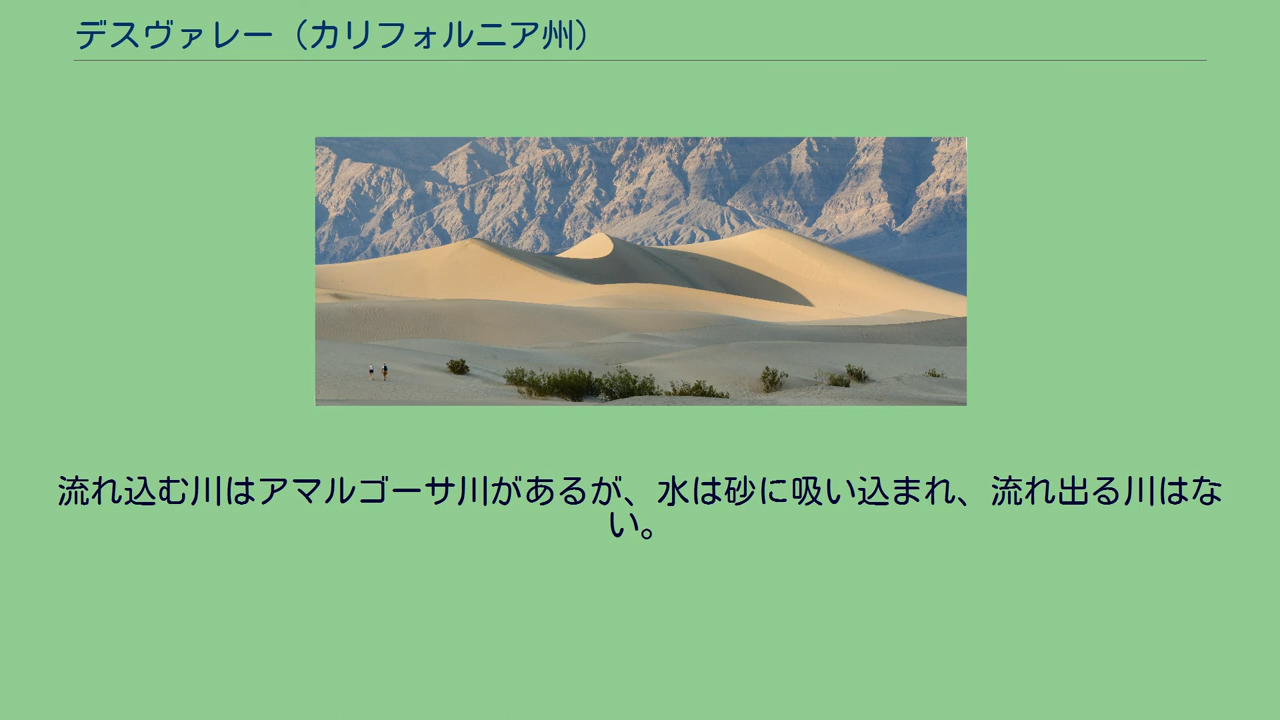 デスヴァレー（カリフォルニア州）
流れ込む川はアマルゴーサ川があるが、水は砂に吸い込まれ、流れ出る川はな
い。